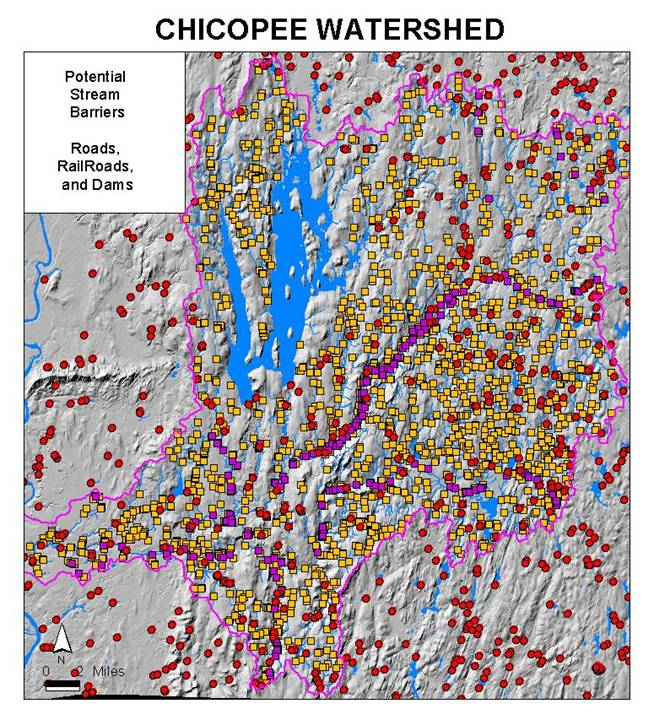 CHICOPEE WATERSHED
Potential
Stream
Barriers
Roads,
RailRoads,
and Dams
N
0 2 Miles